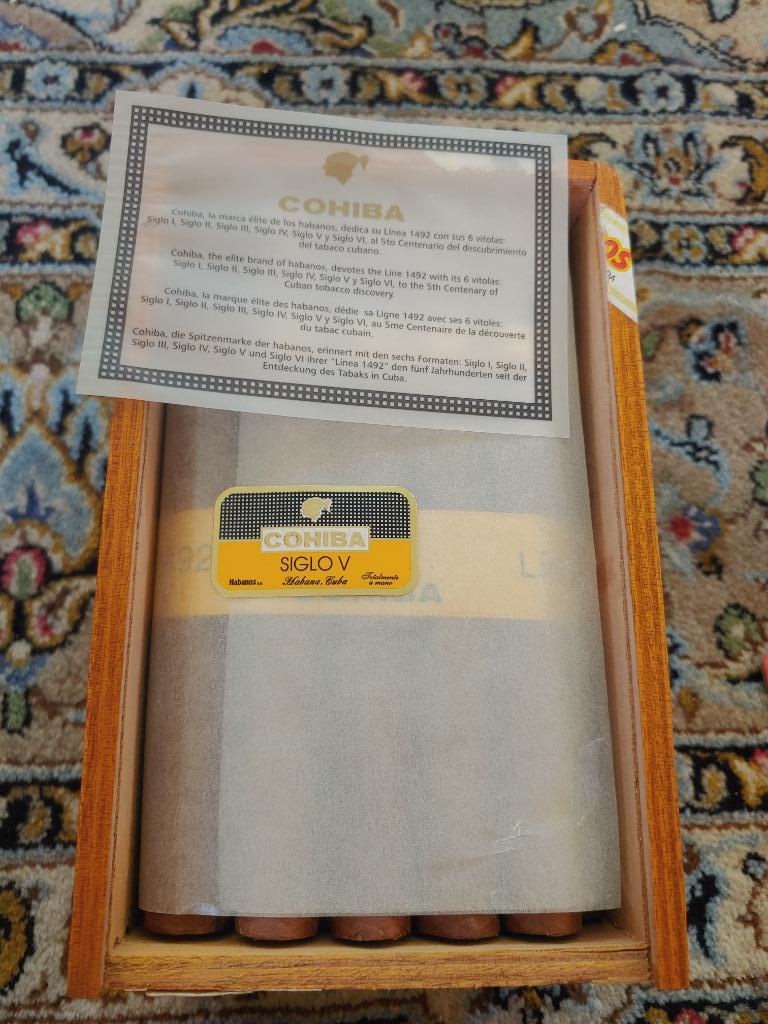 COHIBA
Cohiba, la marca élite de los habanos, dedica su Línea 1492 con sus 6 vitolas:
Siglo I, Siglo II, Siglo III, Siglo IV, Siglo V y Siglo VI, al 5to Centenario del descubrimiento
del tabaco cubano.
Cohiba, the elite brand of habanos, devotes the Line 1492 with its 6 vitolas:
Siglo I, Siglo II, Siglo III, Siglo IV, Siglo V y Siglo VI, to the 5th Centenary of
Cuban tobacco discovery.
Cohiba, la marque élite des habanos, dédie sa Ligne 1492 avec ses 6 vitoles:
Siglo I, Siglo II, Siglo III, Siglo IV, Siglo V y Siglo VI, au 5me Centenaire de la découverte
du tabac cubain.
Cohiba, die Spitzenmarke der habanos, erinnert mit den sechs Formaten: Siglo I, Siglo II,
Siglo III, Siglo IV, Siglo V und Siglo VI ihrer "Línea 1492" den fünf Jahrhunderten seit der
Entdeckung des Tabaks in Cuba.
OS
COHIBA
SIGLO V
Habanos s.a.
Habana, Cuba
Totalmente
a mano
92
BA